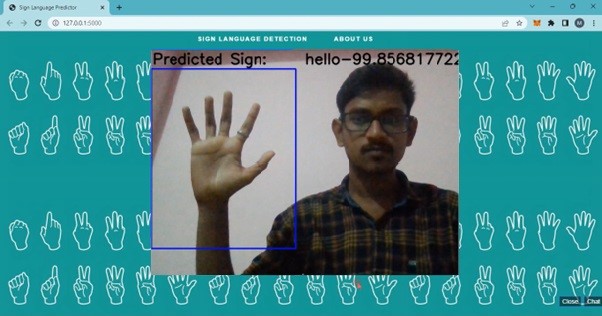 Sign Language Predictor
127.0.0.1:5000
SIGN LANGUAGE DETECTION ABOUT US
Predicted Sign: hello-99.856817722
M
Close Chat